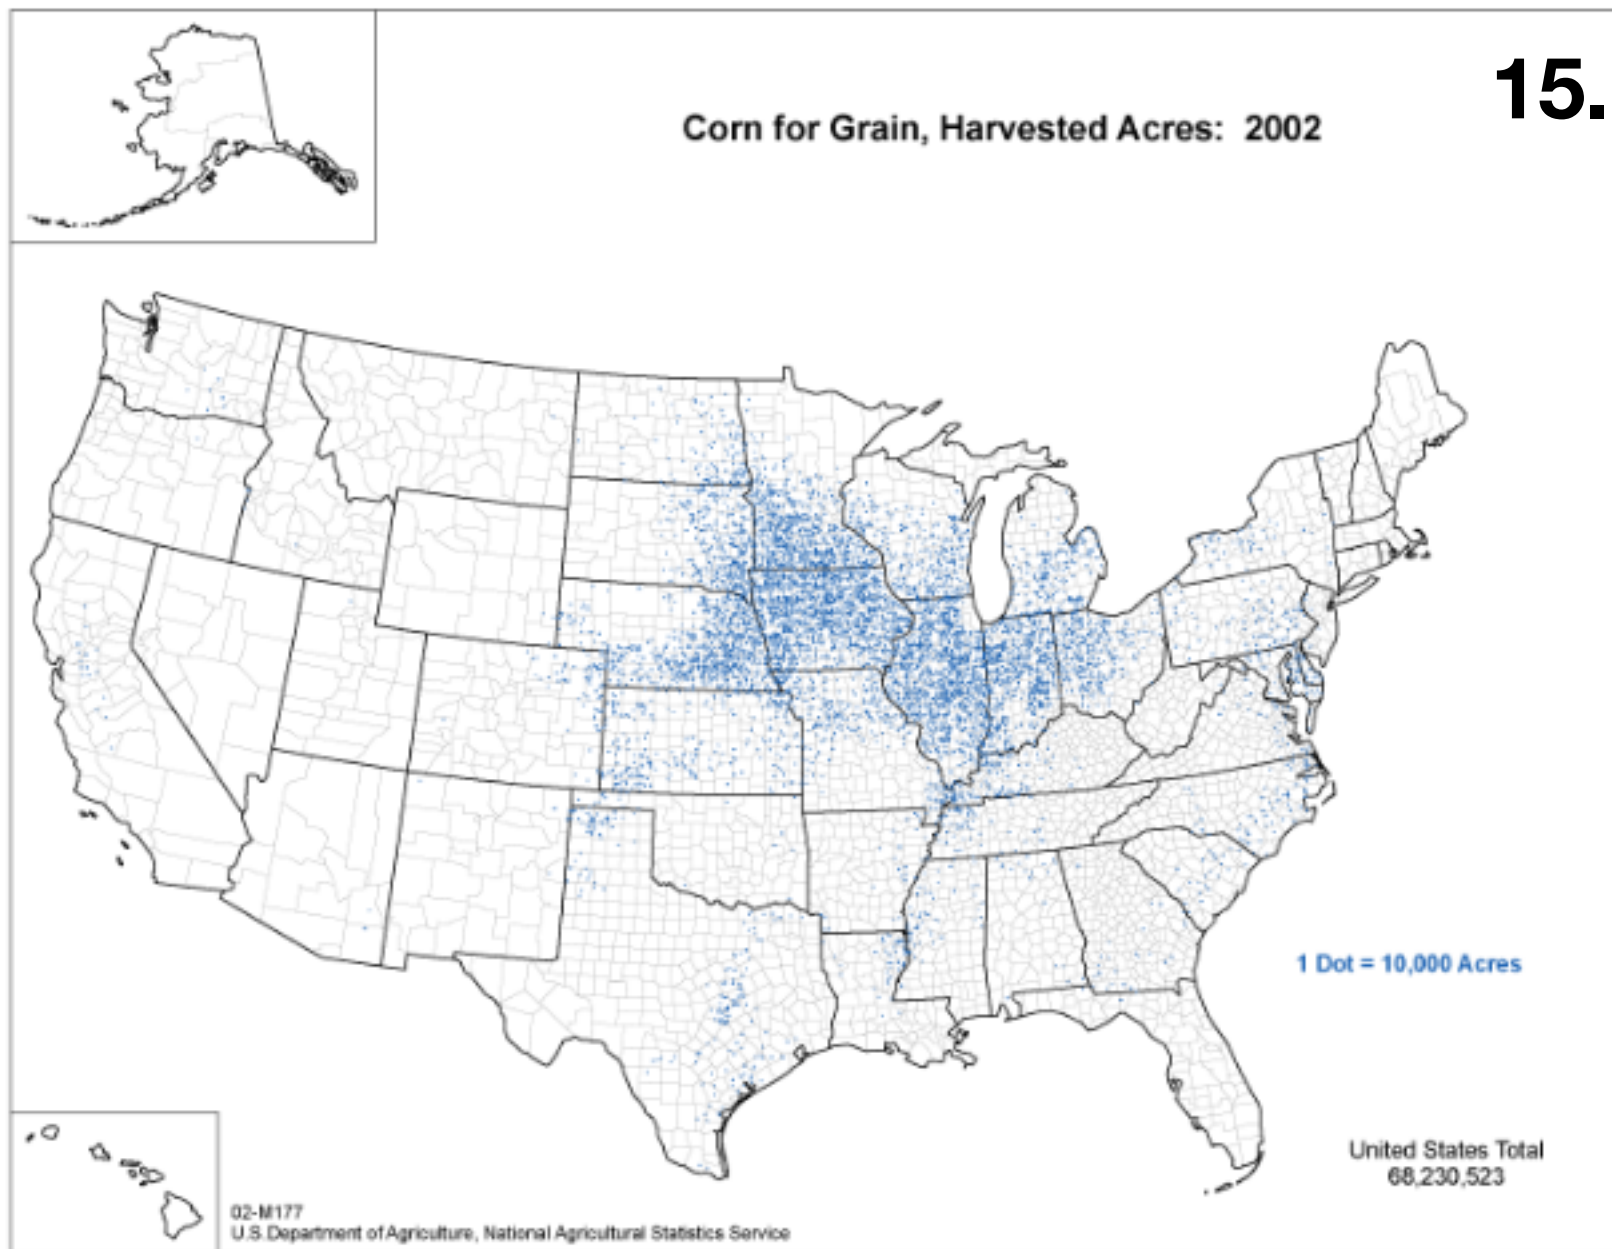 15.
Corn for Grain, Harvested Acres: 2002
1 Dot = 10,000 Acres
United States Total
68,230,523
02-M177
U.S.Department of Agriculture, National Agricultural Statistics Service